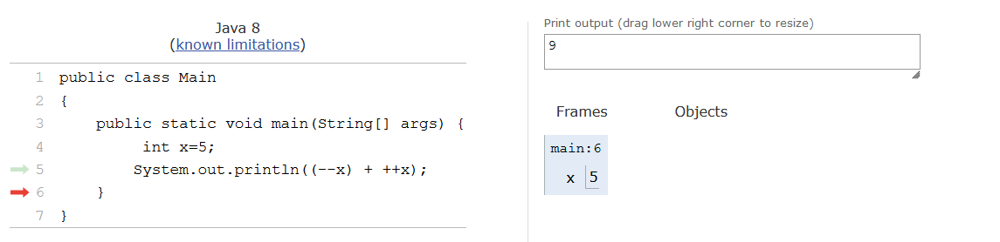 Java 8
(known limitations)
1 public class Main
2 {
3 public static void main(String[] args) {
4 int x=5;
5 System.out.println((--x) + ++x);
6 }
7 }
Print output (drag lower right corner to resize)
9
Frames Objects
main:6
x 5